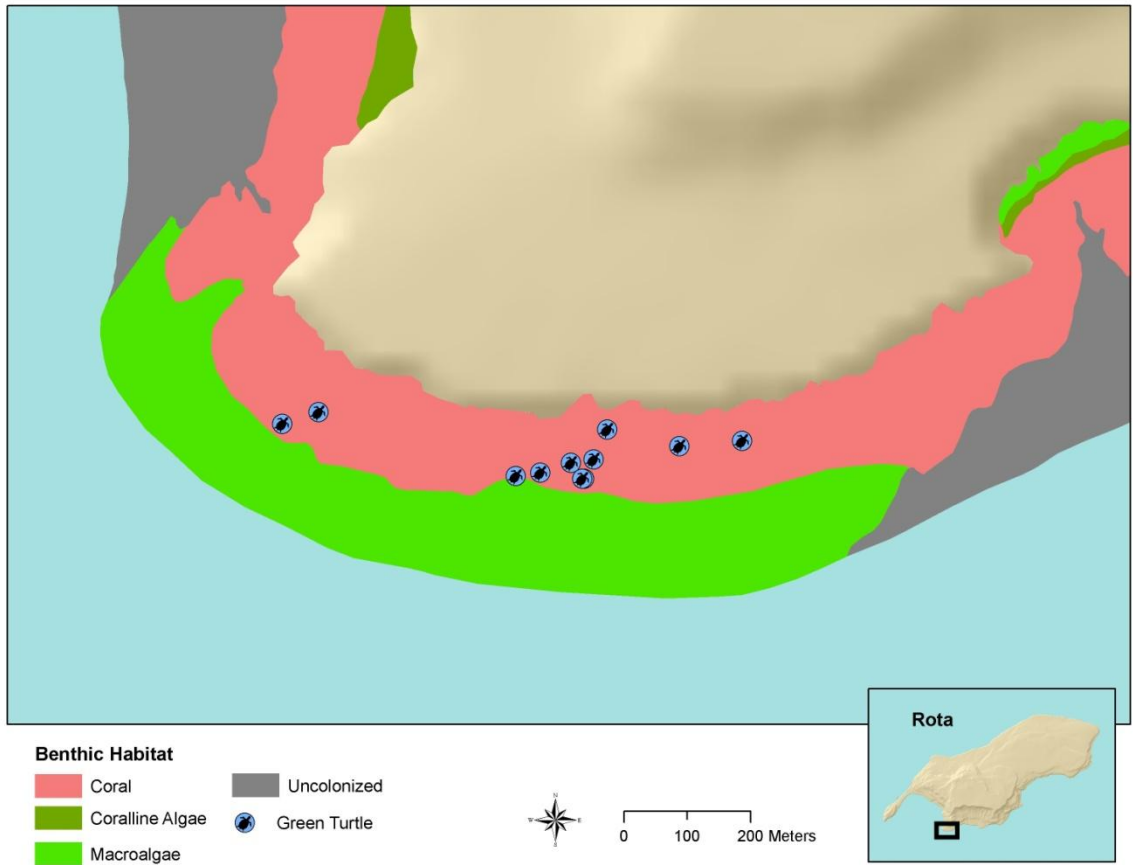 Rota
Benthic Habitat
Coral
Uncolonized
Coralline Algae
Green Turtle
Macroalgae
N
W
E
S
0 100 200 Meters